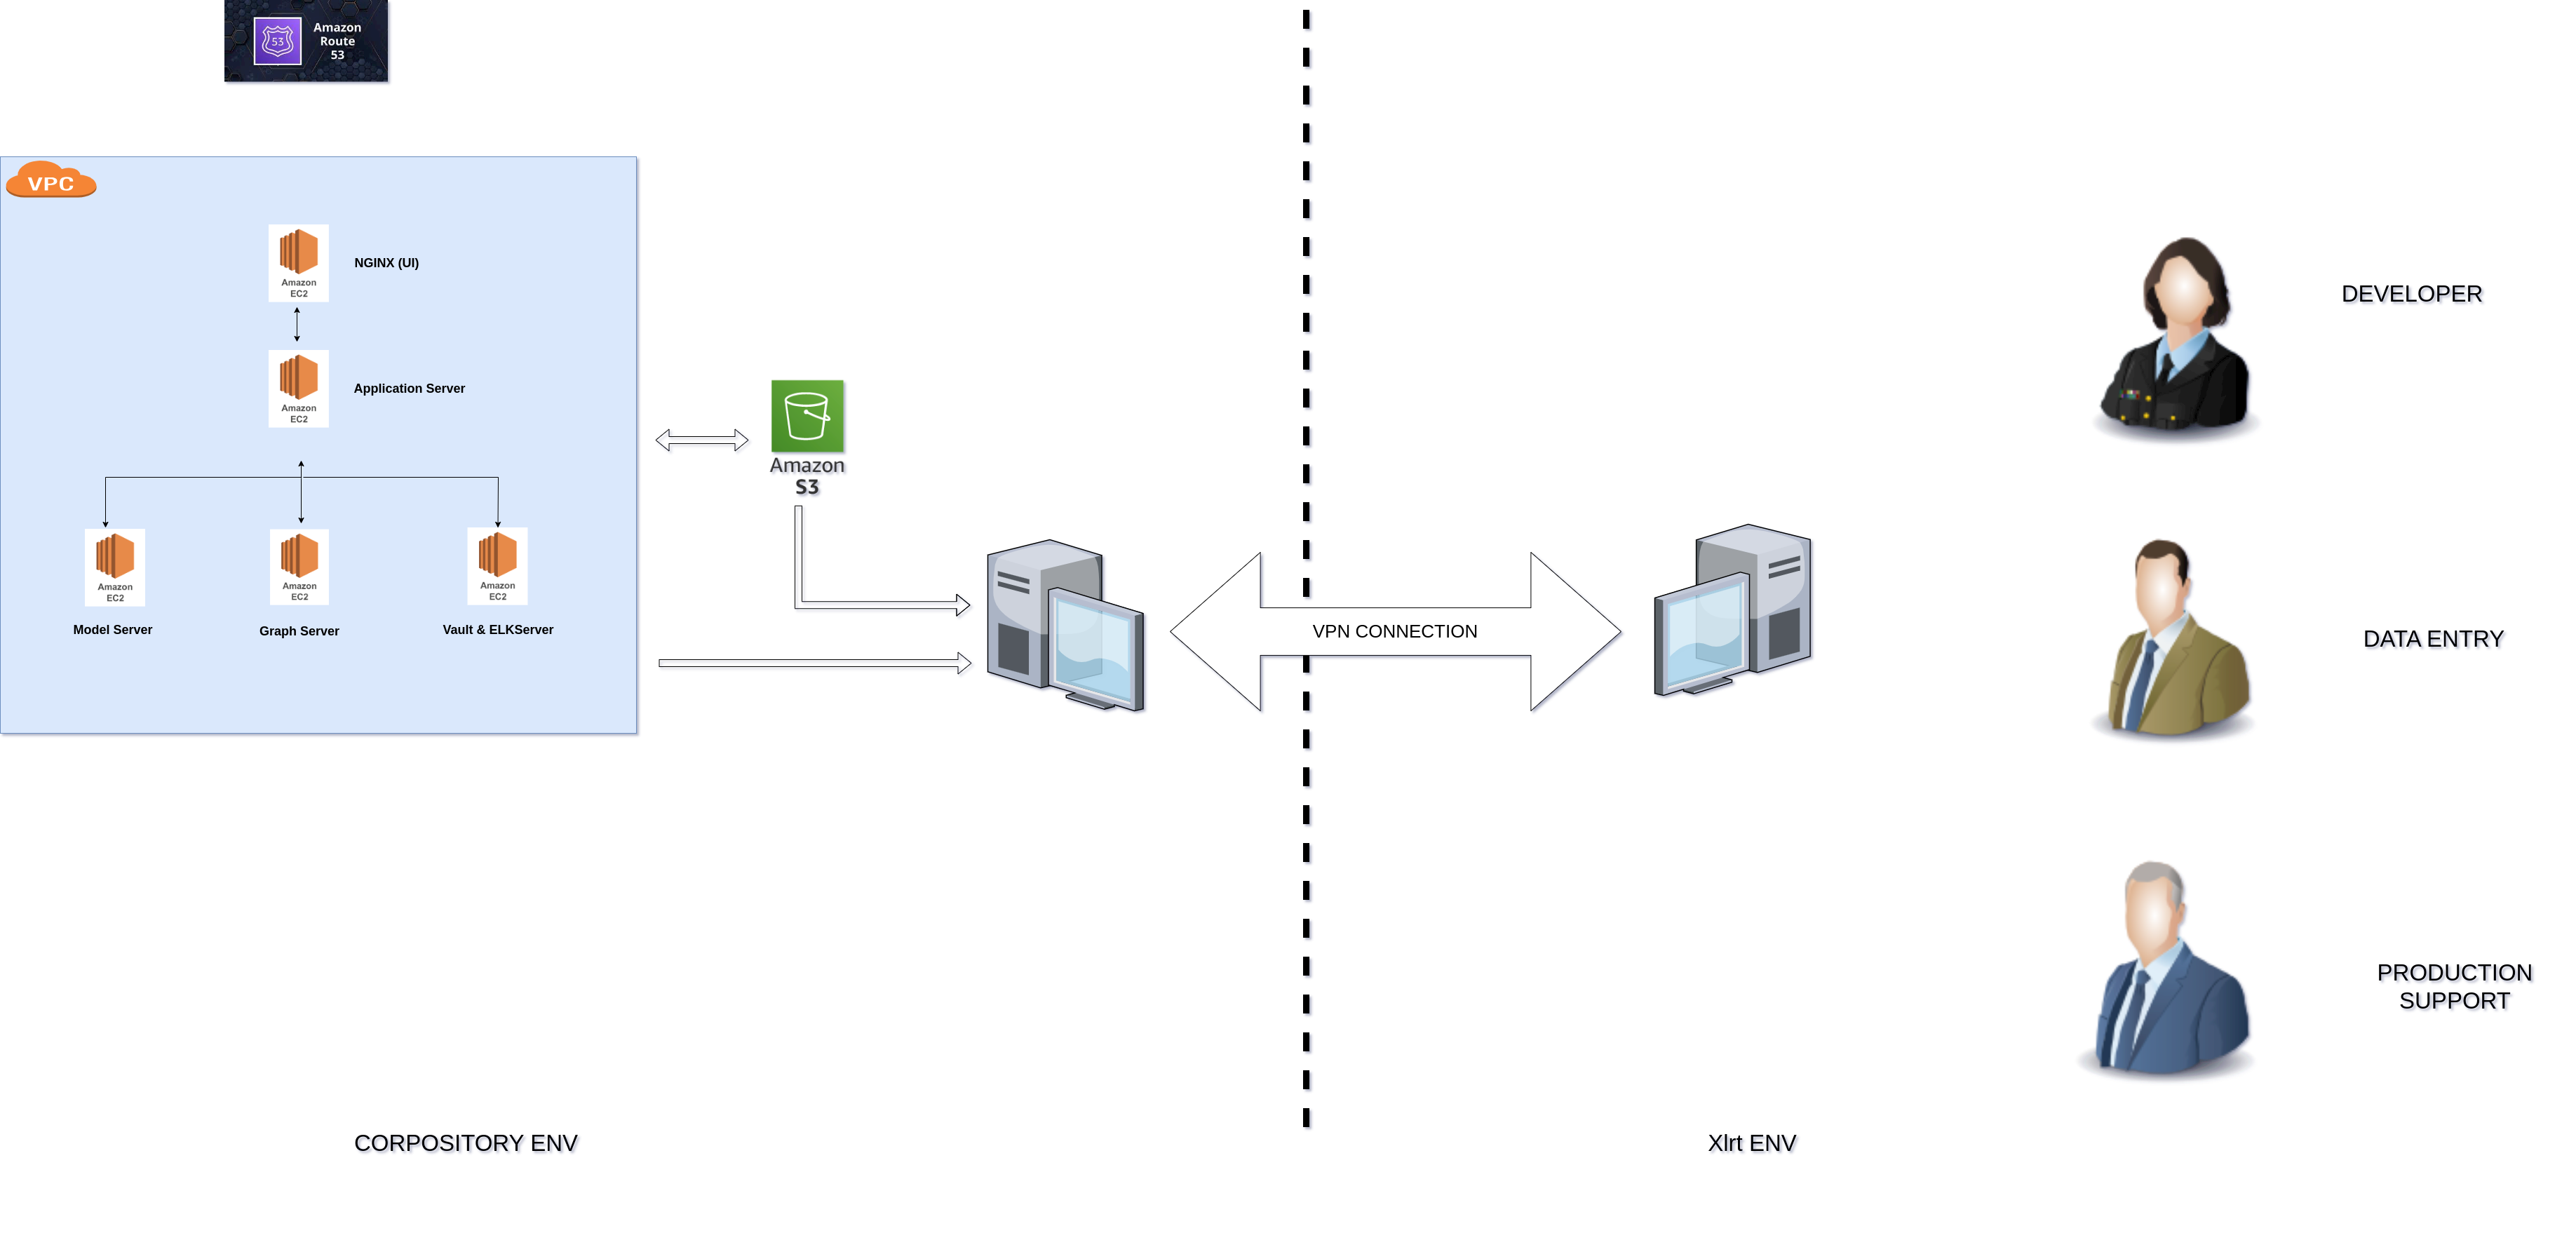 Amazon
Route
53
53
VPC
Amazon
EC2
NGINX (UI)
Amazon
EC2
Application Server
Amazon
S3
Amazon
EC2
Amazon
EC2
Amazon
EC2
Model Server
Graph Server
Vault & ELKServer
VPN CONNECTION
DEVELOPER
DATA ENTRY
PRODUCTION
SUPPORT
CORPOSITORY ENV
Xlrt ENV